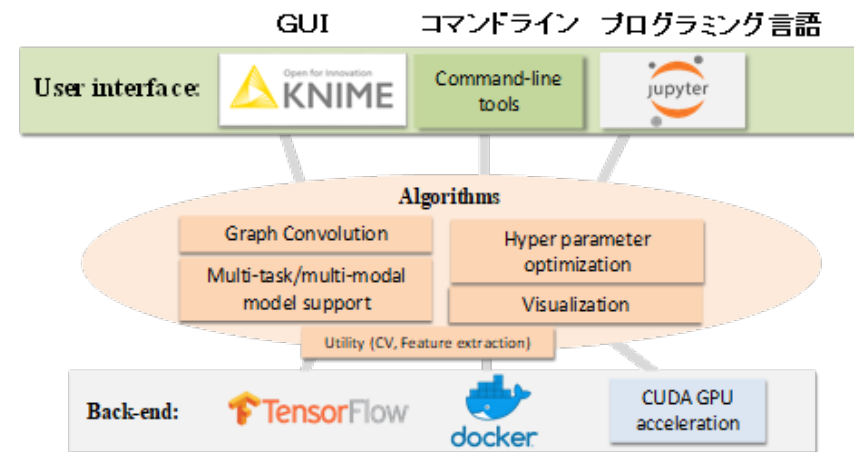 GUI コマンドライン プログラミング言語
User interface:
Open for Innovation
KNIME
Command-line
tools
jupyter
Algorithms
Graph Convolution
Multi-task/multi-modal
model support
Hyper parameter
optimization
Visualization
Utility (CV, Feature extraction)
Back-end:
TensorFlow
docker
CUDA GPU
acceleration